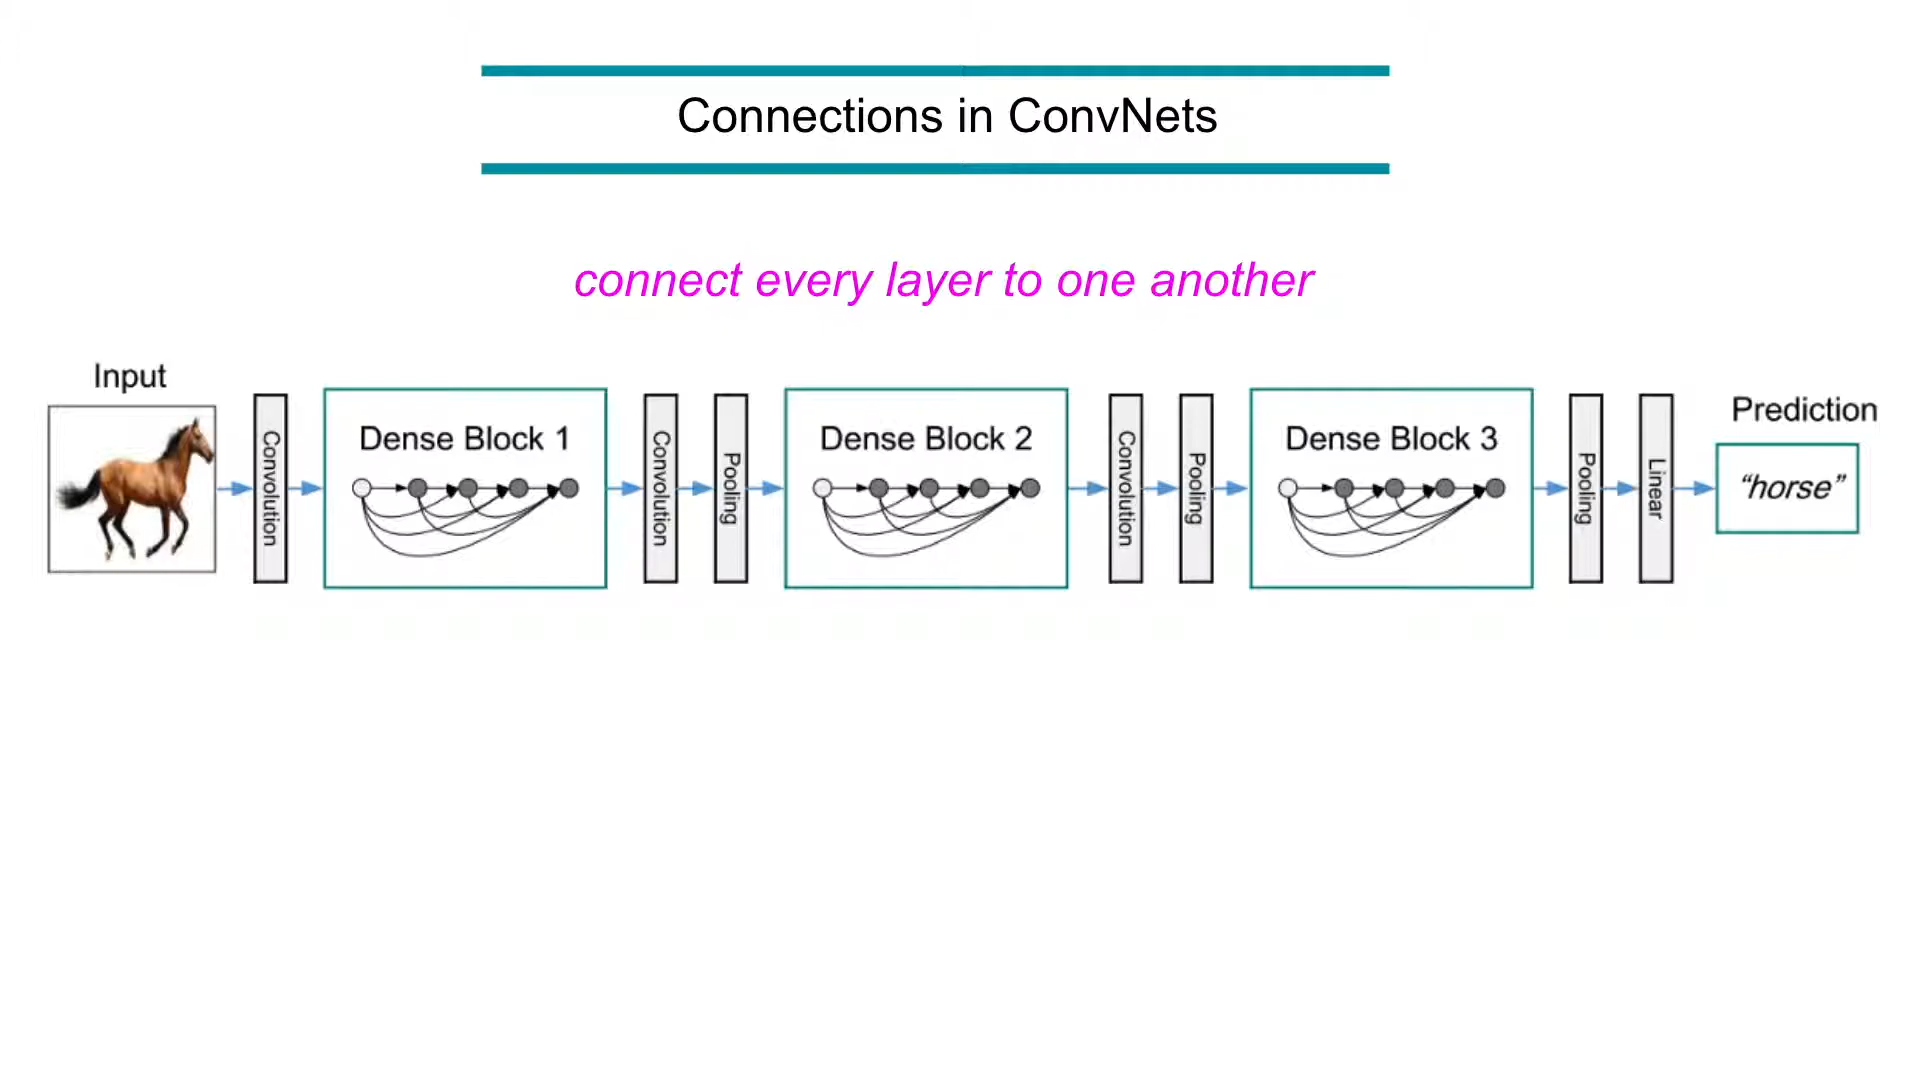 Connections in ConvNets
connect every layer to one another
Input
Convolution
Dense Block 1
Convolution
Pooling
Dense Block 2
Convolution
Pooling
Dense Block 3
Pooling
Linear
Prediction
“horse”